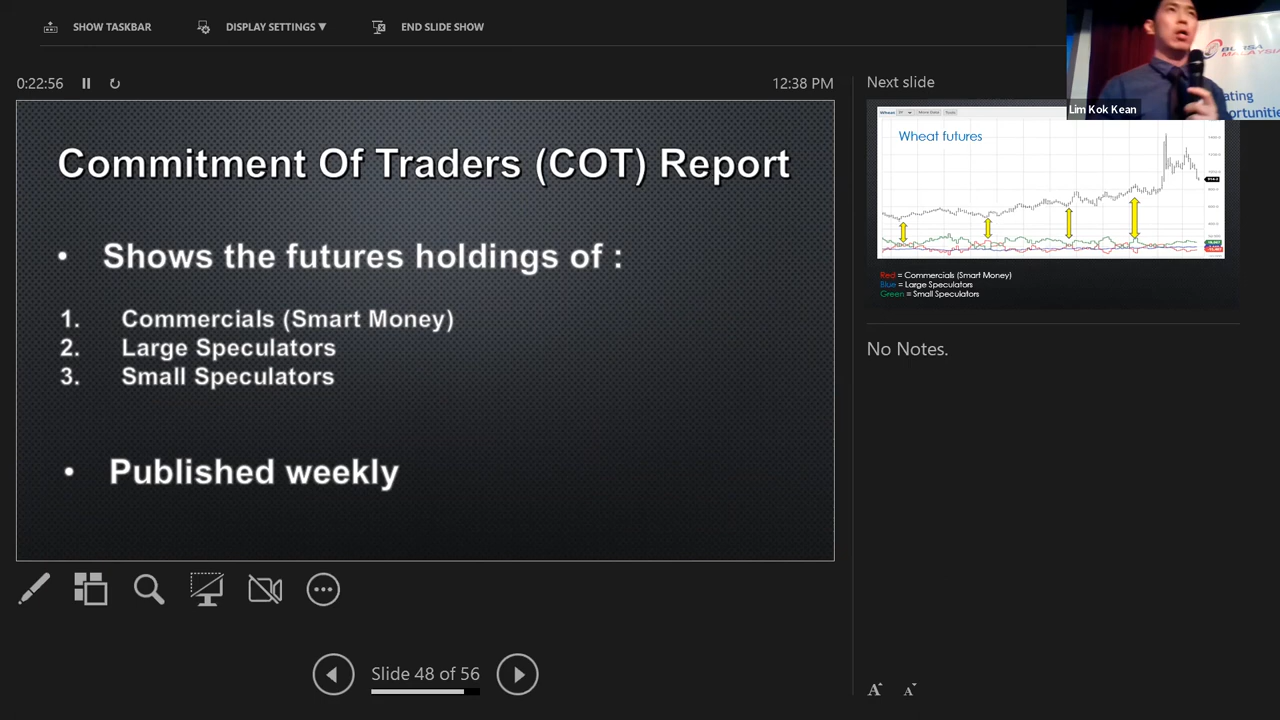 SHOW TASKBAR
DISPLAY SETTINGS ▼
END SLIDE SHOW
0:22:56
12:38 PM
Commitment Of Traders (COT) Report
• Shows the futures holdings of :
1. Commercials (Smart Money)
2. Large Speculators
3. Small Speculators
• Published weekly
Slide 48 of 56
Next slide
Wheat futures
Red = Commercials (Smart Money)
Blue = Large Speculators
Green = Small Speculators
No Notes.
A A
BURSA
MALAYSIA
Lim Kok Kean